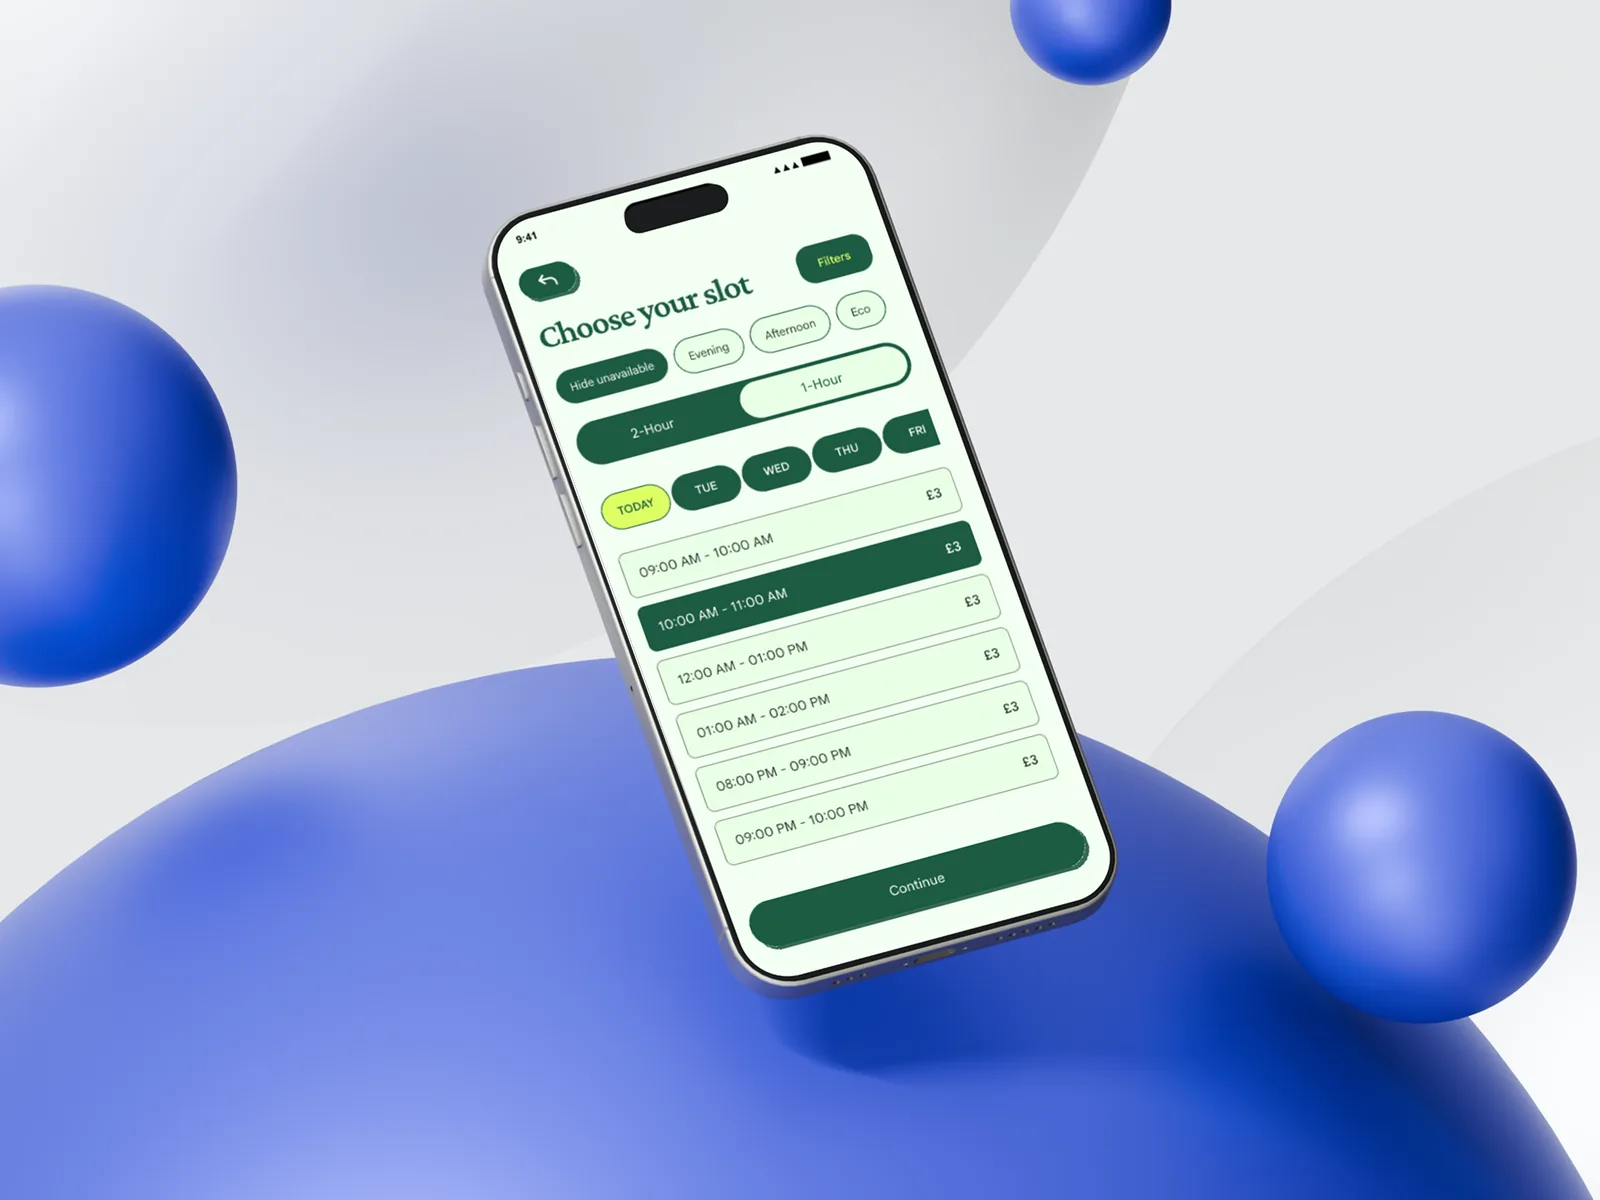 9:41
Filters
Choose your slot
Hide unavailable Evening Afternoon Eco
2-Hour 1-Hour
TODAY TUE WED THU FRI
09:00 AM - 10:00 AM £3
10:00 AM - 11:00 AM £3
12:00 AM - 01:00 PM £3
01:00 AM - 02:00 PM £3
08:00 PM - 09:00 PM £3
09:00 PM - 10:00 PM £3
Continue